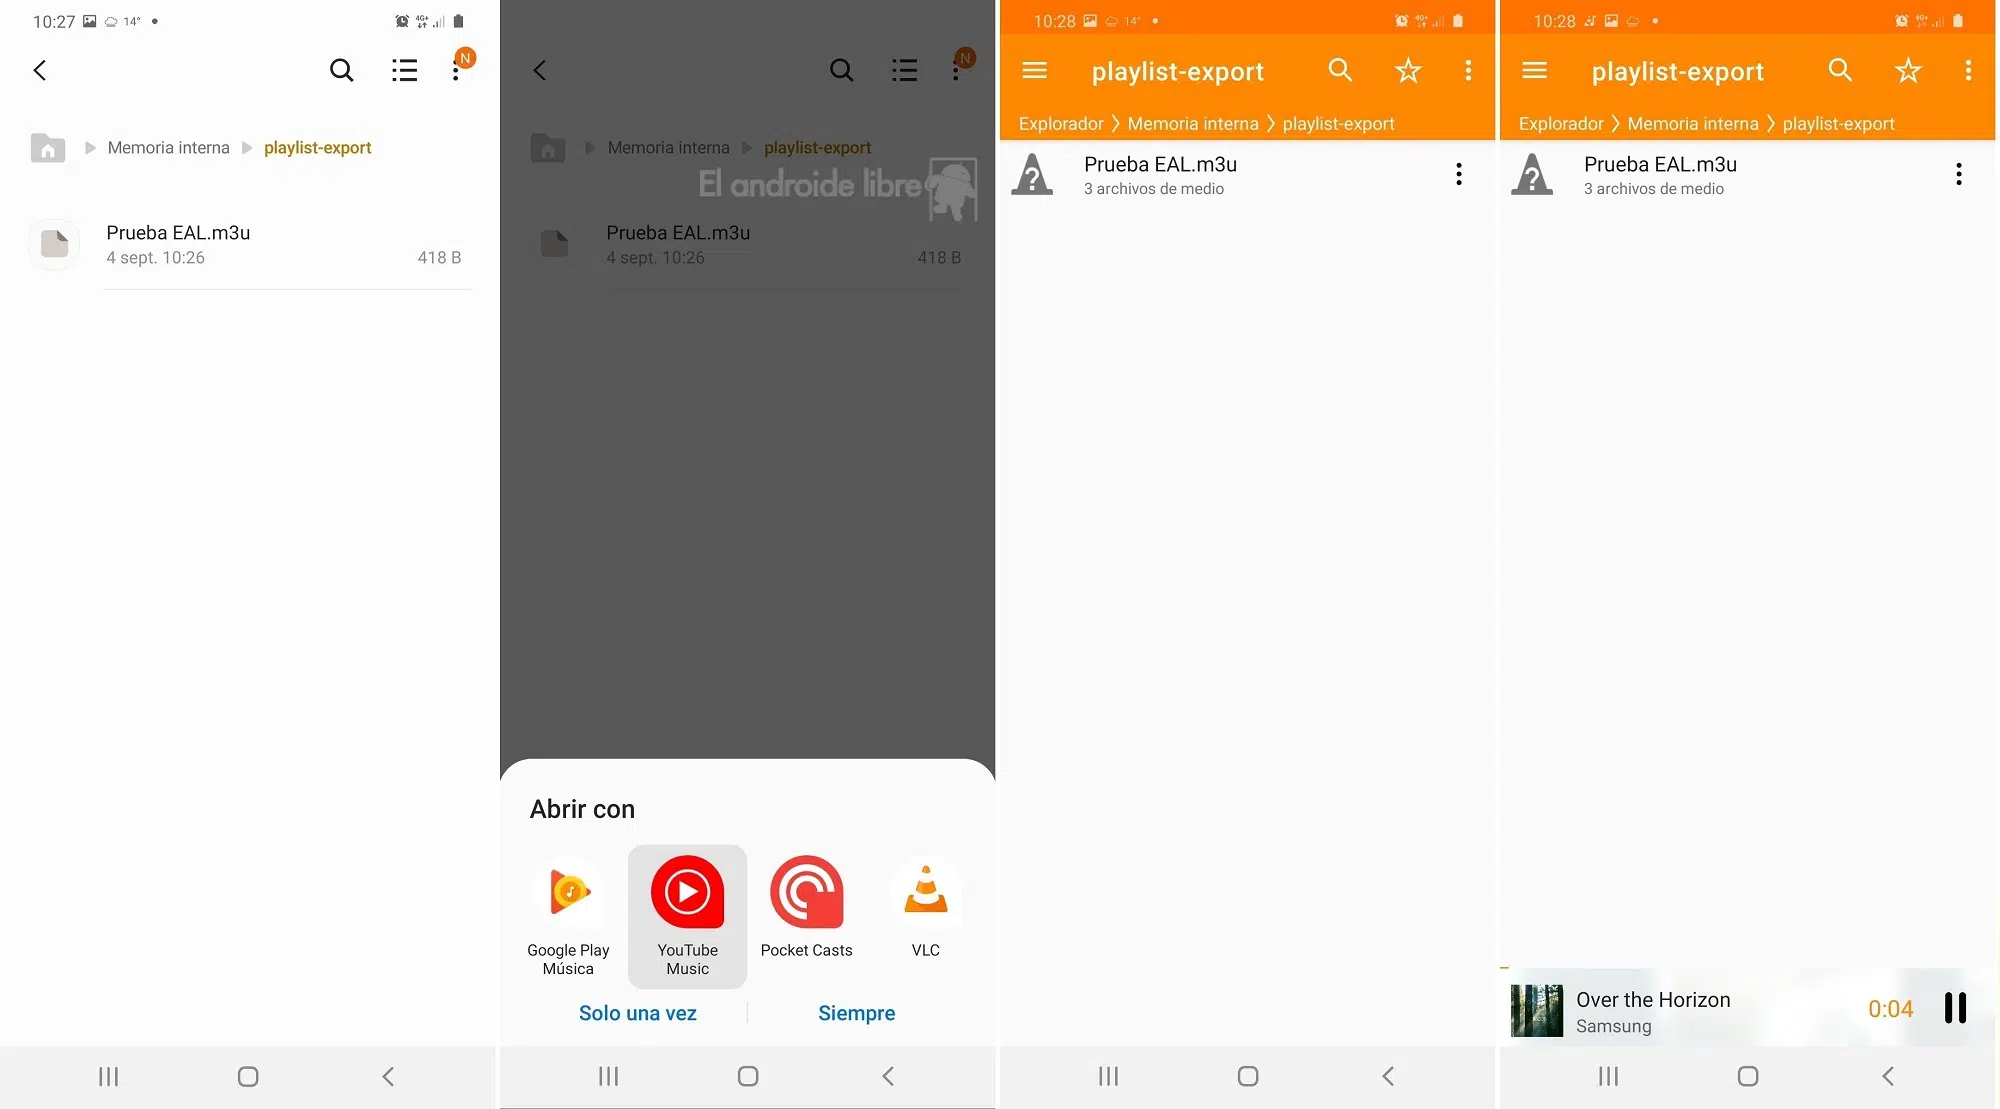 10:27 14°
4G+
N
Memoria interna playlist-export
Prueba EAL.m3u
4 sept. 10:26 418 B
N
Memoria interna playlist-export
El androide libre
Prueba EAL.m3u
4 sept. 10:26 418 B
Abrir con
Google Play
Música
YouTube
Music
Pocket Casts
VLC
Solo una vez Siempre
10:28 14°
4G+
playlist-export
Explorador Memoria interna playlist-export
Prueba EAL.m3u
3 archivos de medio
10:28
4G+
playlist-export
Explorador Memoria interna playlist-export
Prueba EAL.m3u
3 archivos de medio
Over the Horizon
Samsung
0:04